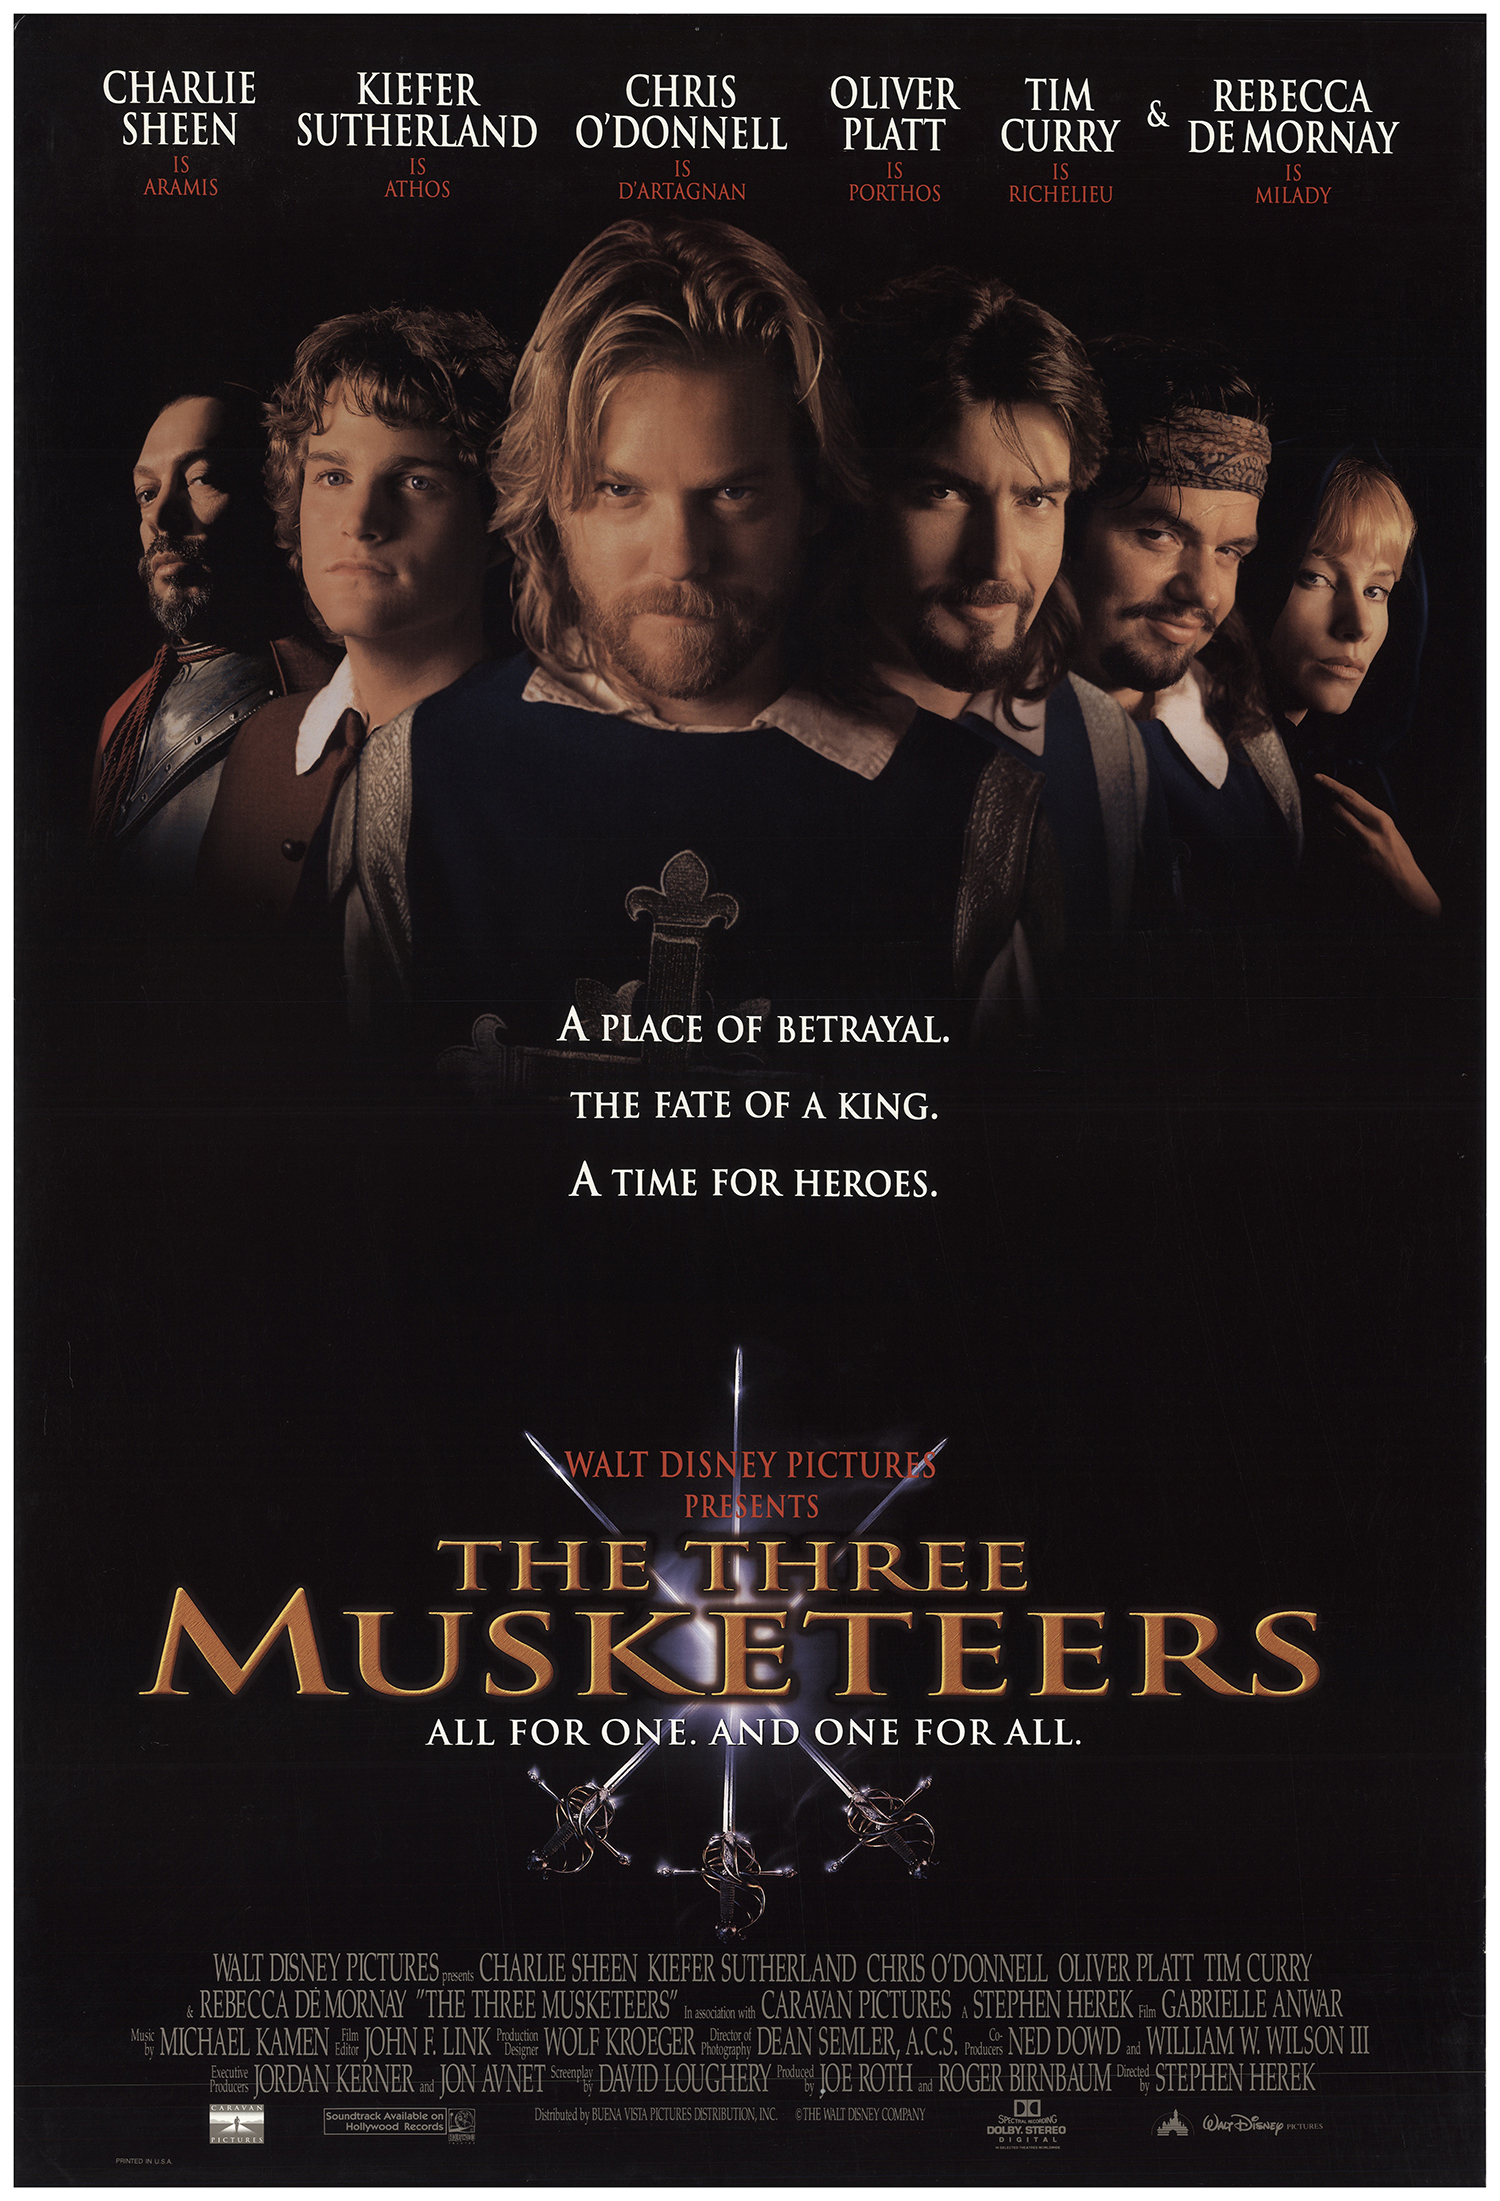 CHARLIE SHEEN IS ARAMIS
KIEFER SUTHERLAND IS ATHOS
CHRIS O'DONNELL IS D'ARTAGNAN
OLIVER PLATT IS PORTHOS
TIM CURRY IS RICHELIEU
&
REBECCA DE MORNAY IS MILADY
A PLACE OF BETRAYAL.
THE FATE OF A KING.
A TIME FOR HEROES.
WALT DISNEY PICTURES
PRESENTS
THE THREE
MUSKETEERS
ALL FOR ONE. AND ONE FOR ALL.
WALT DISNEY PICTURES presents CHARLIE SHEEN KIEFER SUTHERLAND CHRIS O'DONNELL OLIVER PLATT TIM CURRY
& REBECCA DE MORNAY "THE THREE MUSKETEERS" In association with CARAVAN PICTURES A STEPHEN HEREK Film GABRIELLE ANWAR
Music by MICHAEL KAMEN Film Editor JOHN F. LINK Production Designer WOLF KROEGER Director of Photography DEAN SEMLER, A.C.S. Co-Producers NED DOWD and WILLIAM W. WILSON III
Executive Producers JORDAN KERNER and JON AVNET Screenplay by DAVID LOUGHERY Produced by JOE ROTH and ROGER BIRNBAUM Directed by STEPHEN HEREK
CARAVAN
PICTURES
Soundtrack Available on
Hollywood Records
Distributed by BUENA VISTA PICTURES DISTRIBUTION, INC. ©THE WALT DISNEY COMPANY
SPECTRAL RECORDING
DOLBY. STEREO
DIGITAL
IN SELECTED THEATRES WORLDWIDE
WALT DISNEY PICTURES
PRINTED IN U.S.A.